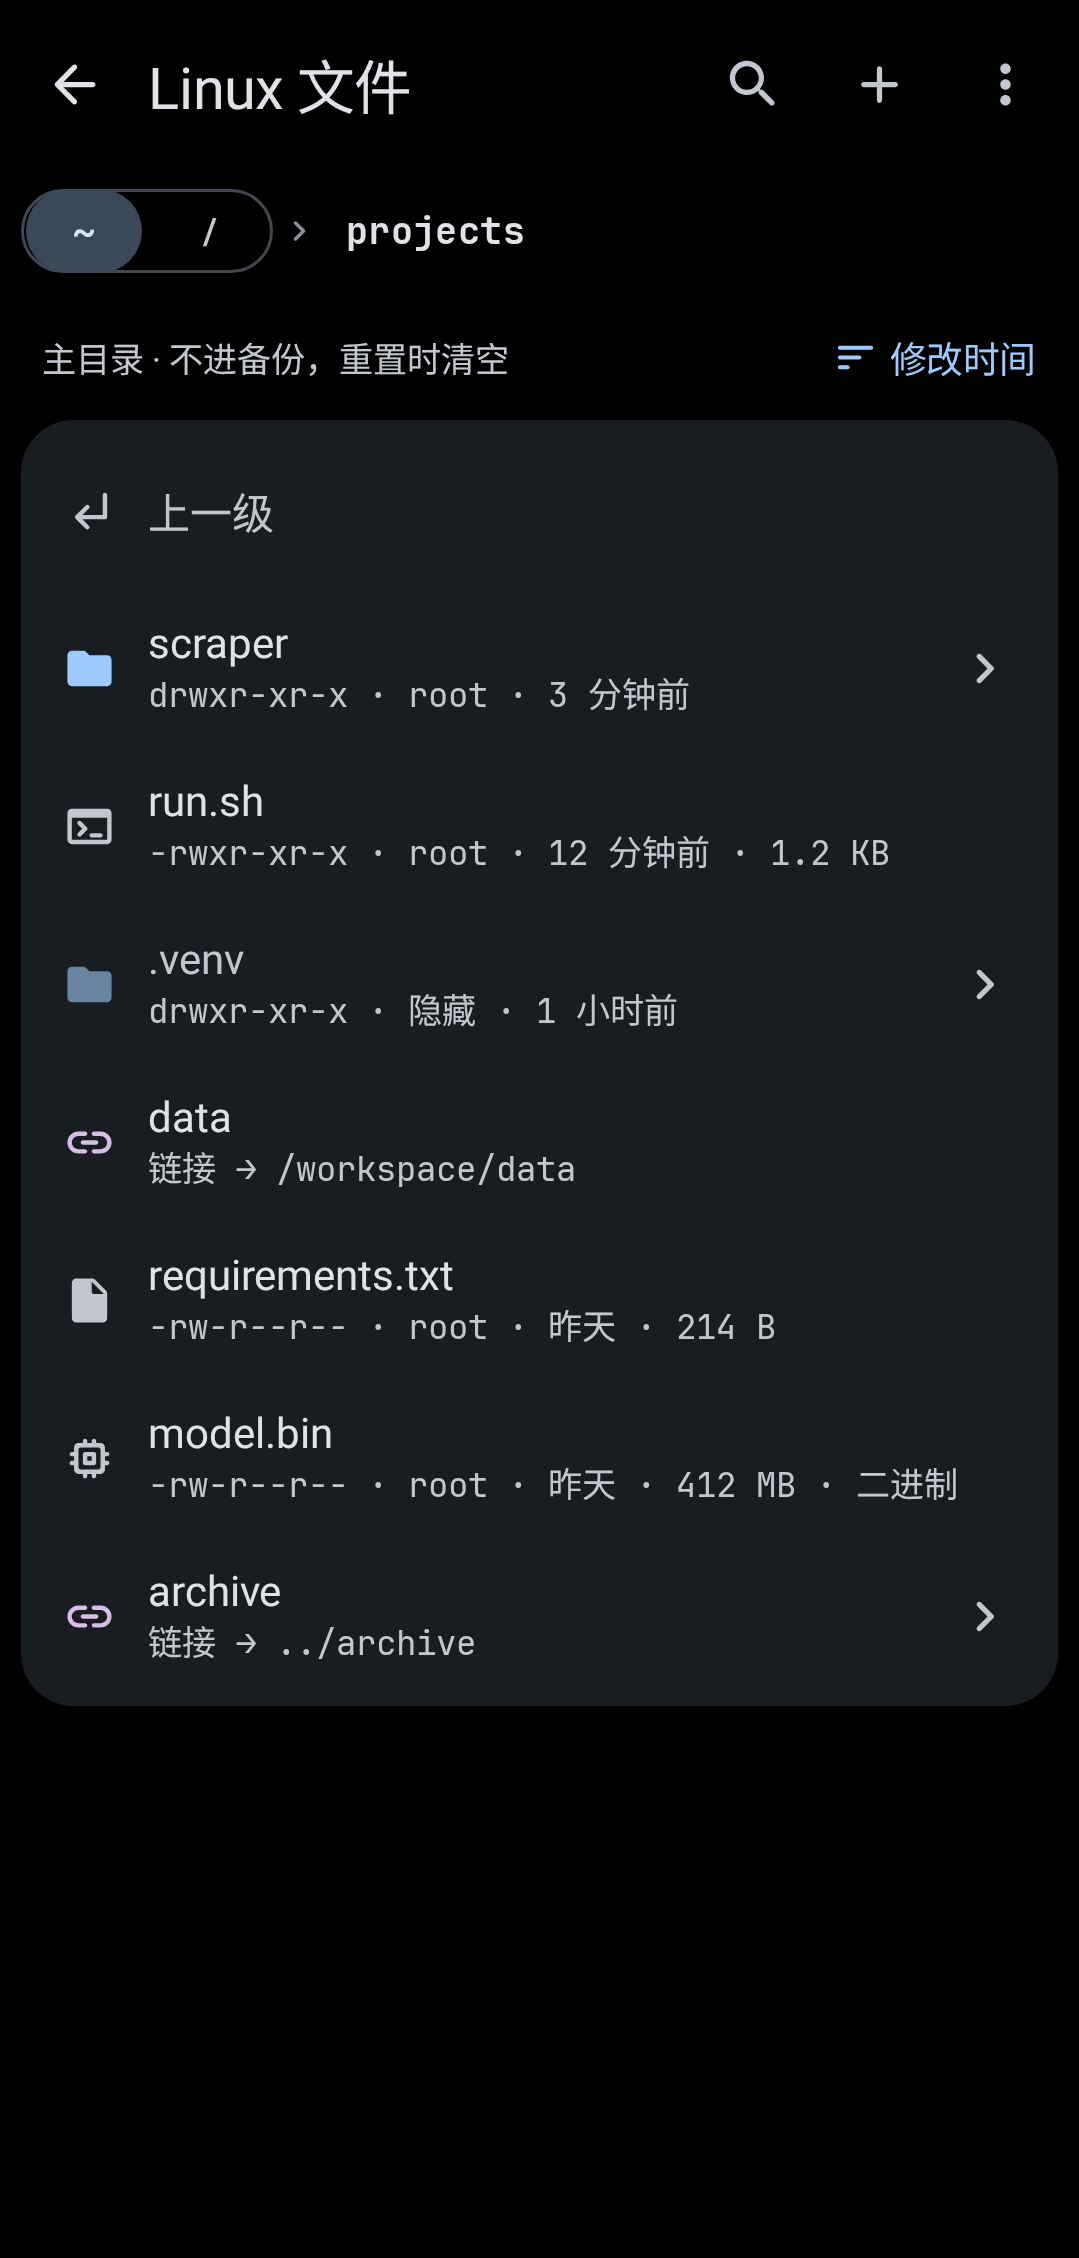 Linux 文件
~ / projects
主目录 · 不进备份，重置时清空 修改时间
上一级
scraper
drwxr-xr-x · root · 3 分钟前
run.sh
-rwxr-xr-x · root · 12 分钟前 · 1.2 KB
.venv
drwxr-xr-x · 隐藏 · 1 小时前
data
链接 → /workspace/data
requirements.txt
-rw-r--r-- · root · 昨天 · 214 B
model.bin
-rw-r--r-- · root · 昨天 · 412 MB · 二进制
archive
链接 → ../archive